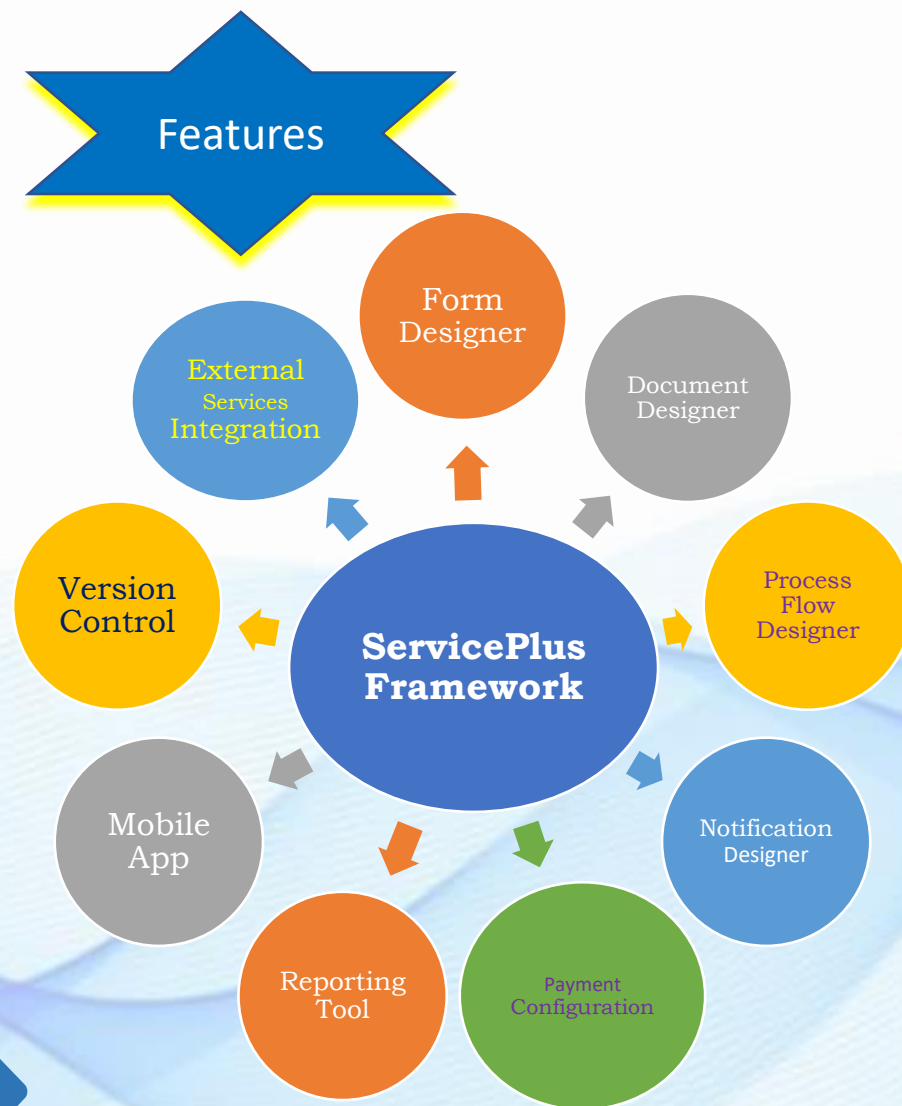 Features
Form
Designer
Document
Designer
Process
Flow
Designer
Notification
Designer
Payment
Configuration
Reporting
Tool
Mobile
App
Version
Control
External
Services
Integration
ServicePlus
Framework